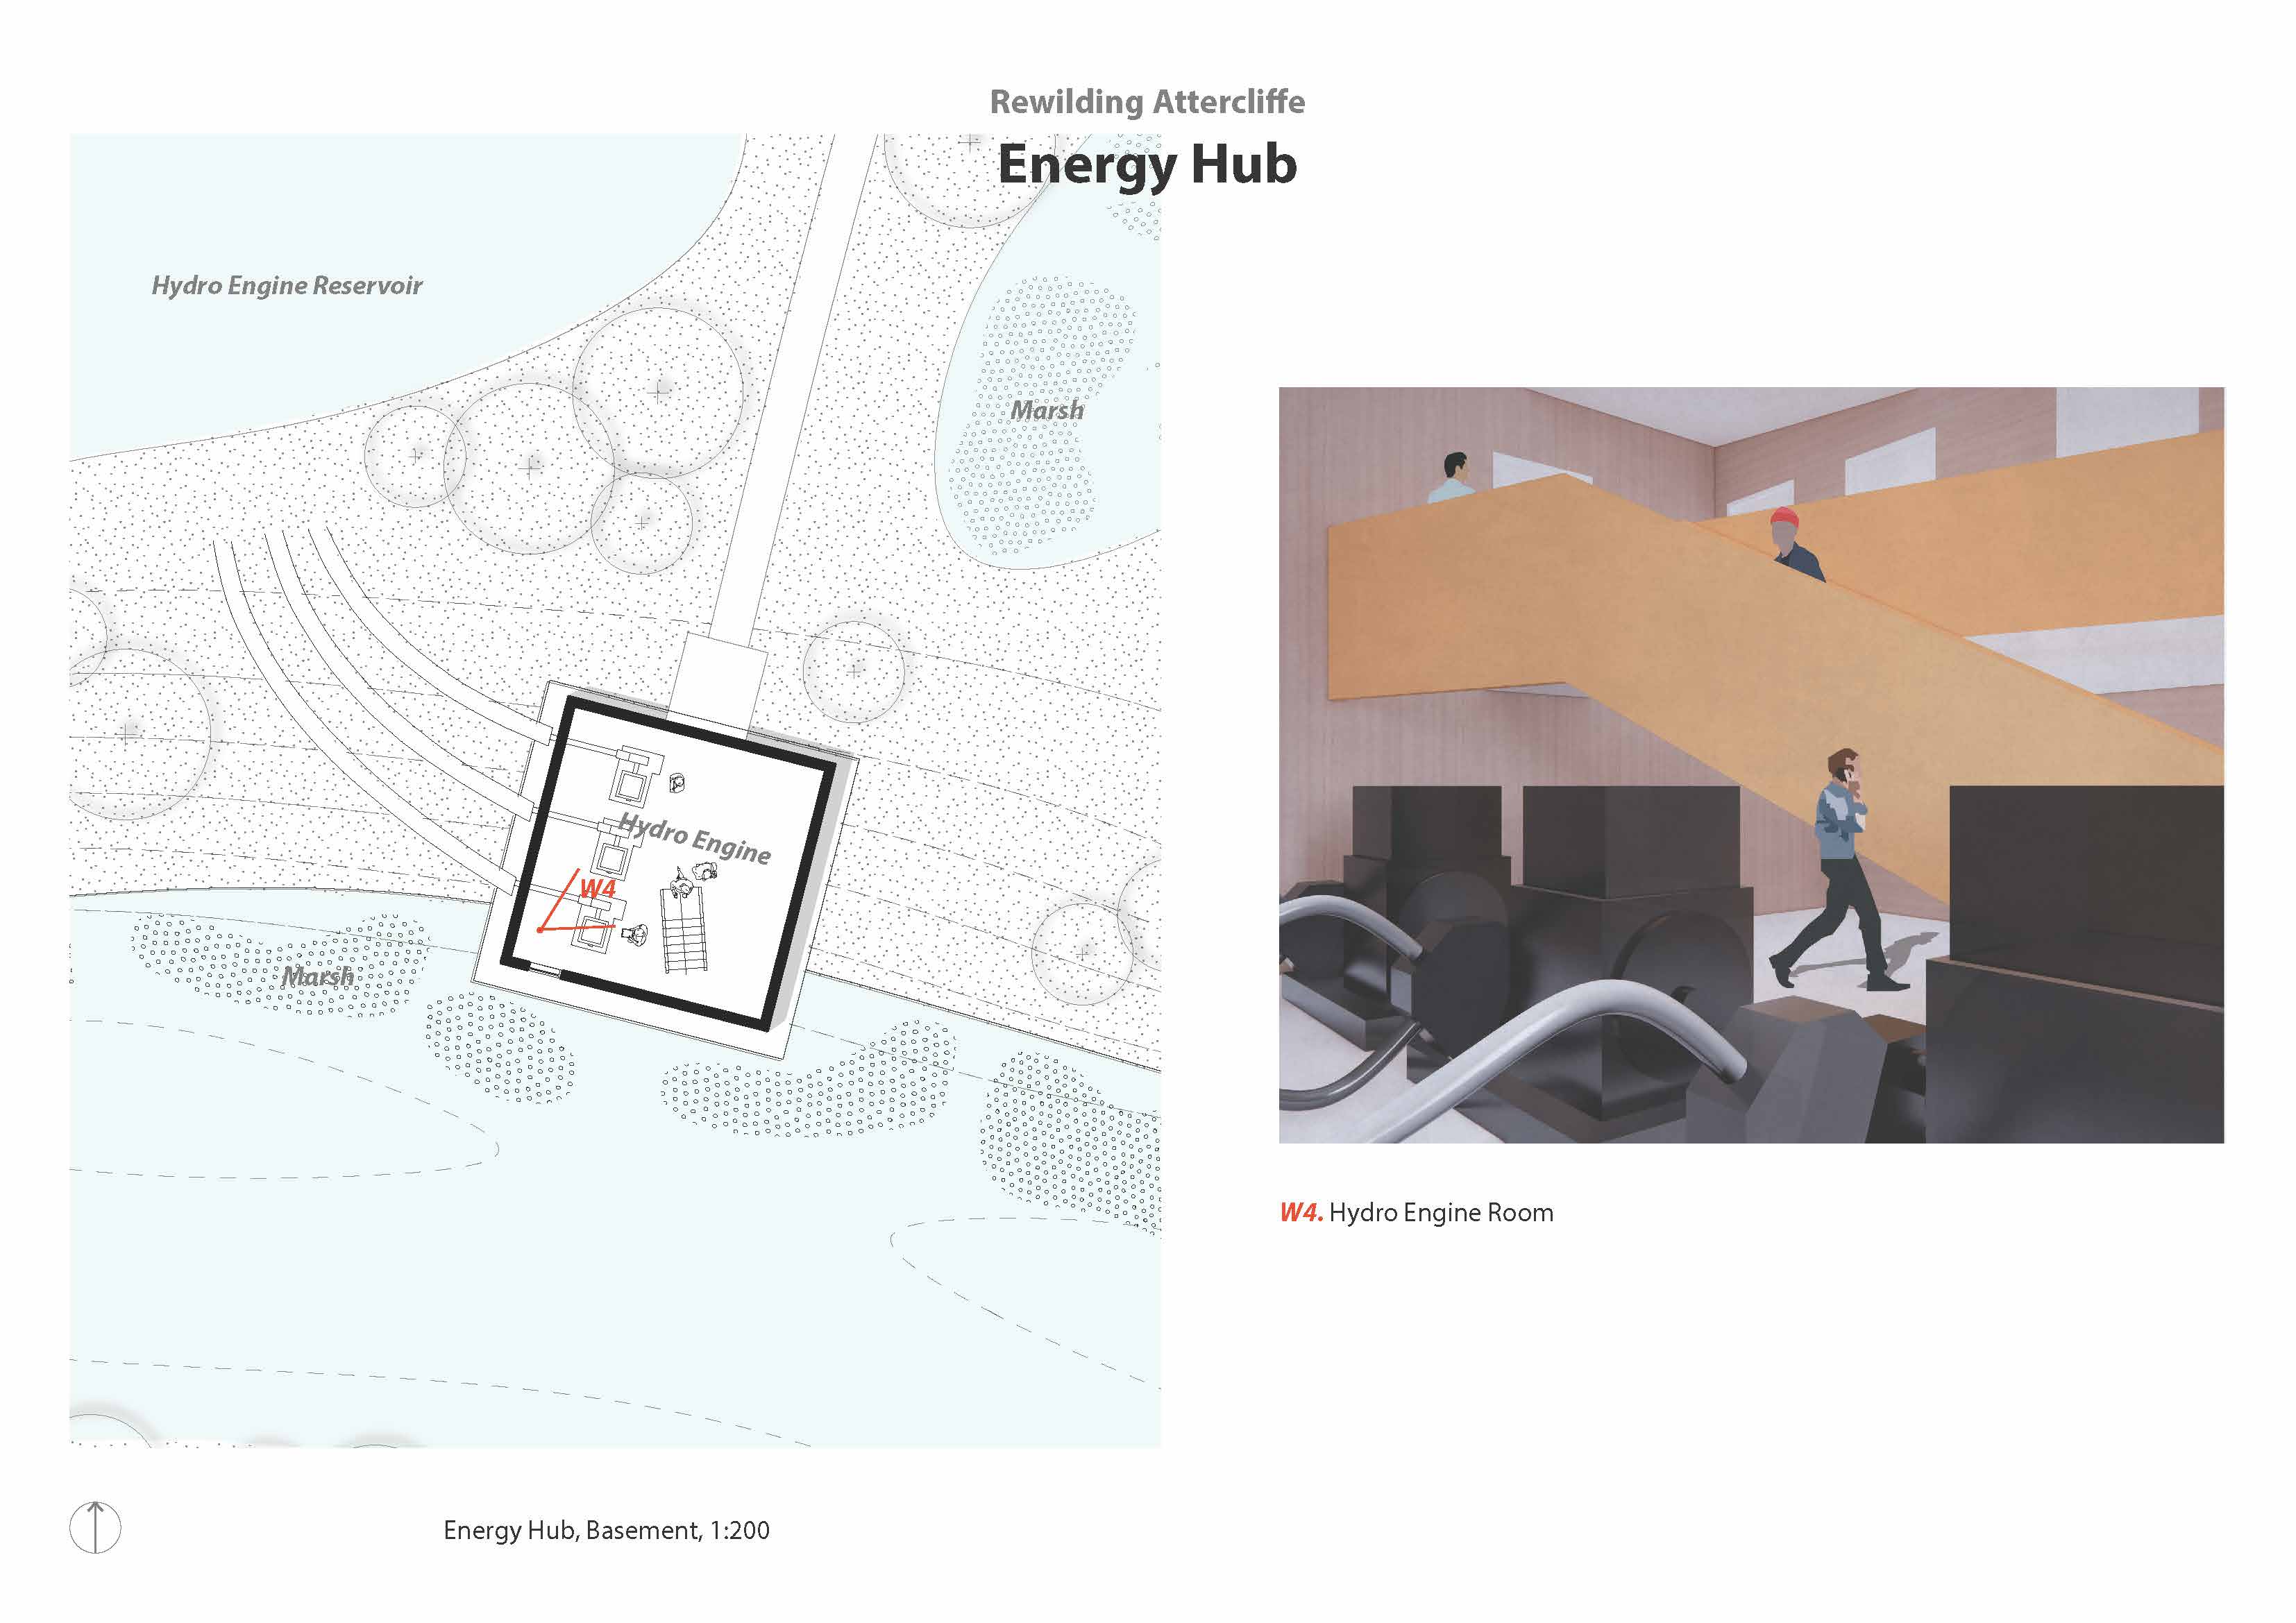 Rewilding Attercliffe
Energy Hub
Hydro Engine Reservoir
Marsh
Hydro Engine
W4
Marsh
W4. Hydro Engine Room
Energy Hub, Basement, 1:200